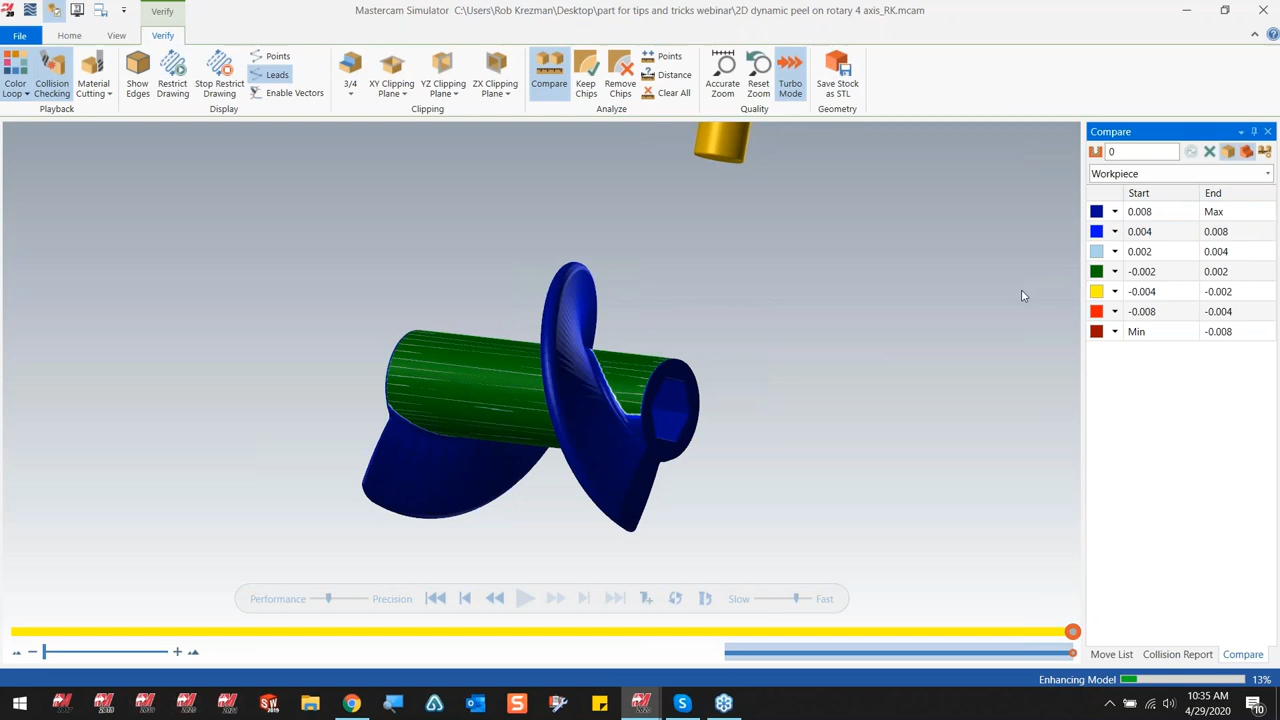 Verify
Mastercam Simulator C:\Users\Rob Krezman\Desktop\part for tips and tricks webinar\2D dynamic peel on rotary 4 axis_RK.mcam
File Home View Verify
Color Loop
Collision Checking
Material Cutting
Playback
Show Edges
Restrict Drawing
Stop Restrict Drawing
Points
Leads
Enable Vectors
Display
3/4
XY Clipping Plane
YZ Clipping Plane
ZX Clipping Plane
Clipping
Compare
Keep Chips
Remove Chips
Points
Distance
Clear All
Analyze
Accurate Zoom
Reset Zoom
Turbo Mode
Quality
Save Stock as STL
Geometry
Compare
0
Workpiece
Start End
0.008 Max
0.004 0.008
0.002 0.004
-0.002 0.002
-0.004 -0.002
-0.008 -0.004
Min -0.008
Performance Precision Slow Fast
Move List Collision Report Compare
Enhancing Model 13%
10:35 AM
4/29/2020